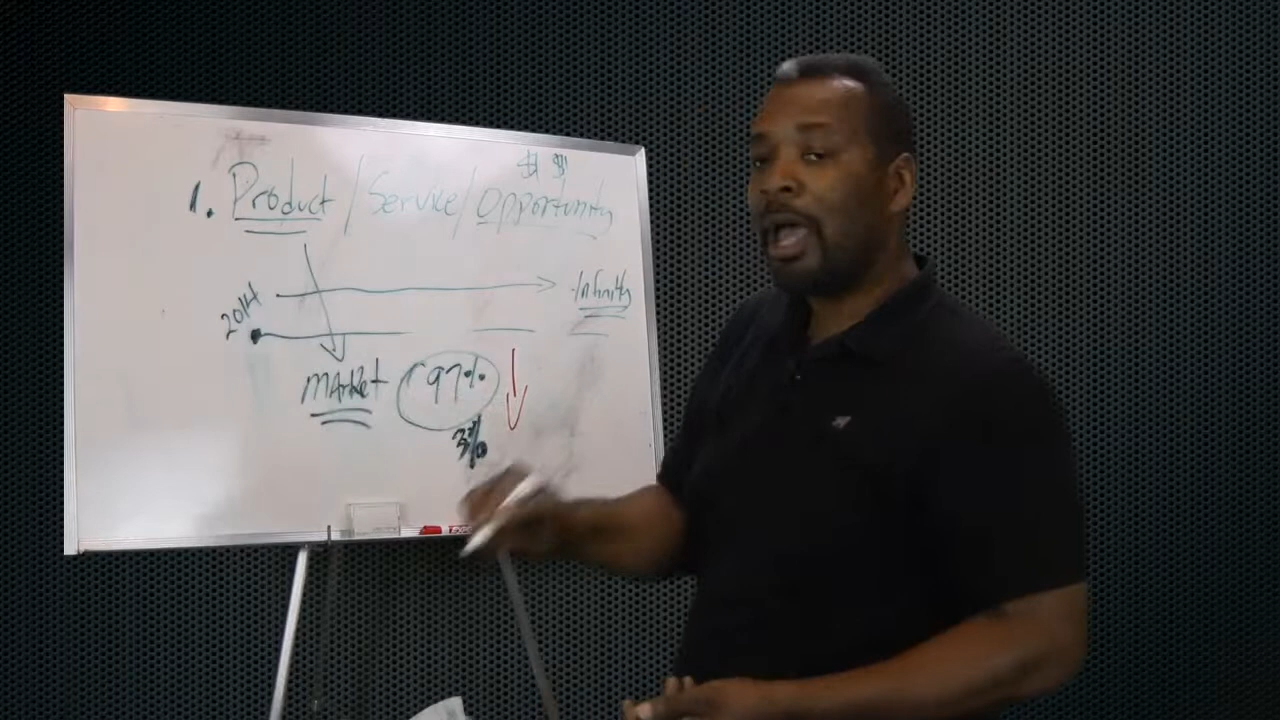 $ $
1. Product / Service / Opportunity
Infinity
2014
Market 97%
3%